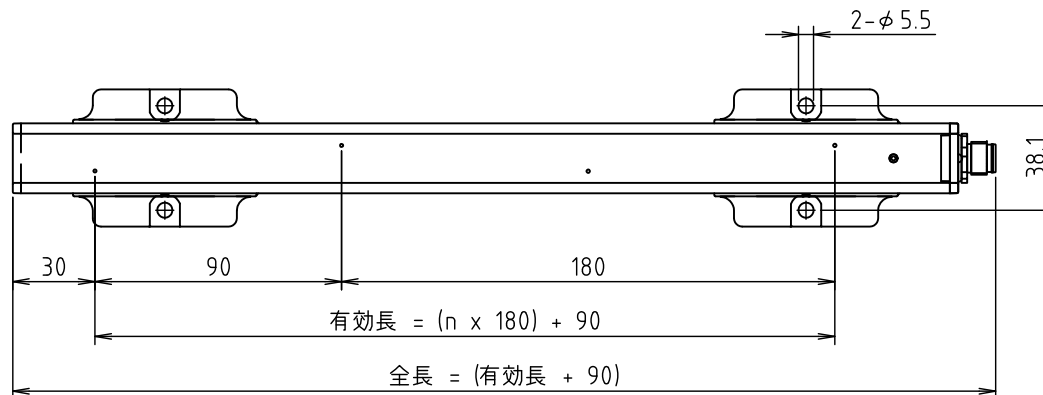 2-φ5.5
38.1
30
90
180
有効長 = (n x 180) + 90
全長 = (有効長 + 90)